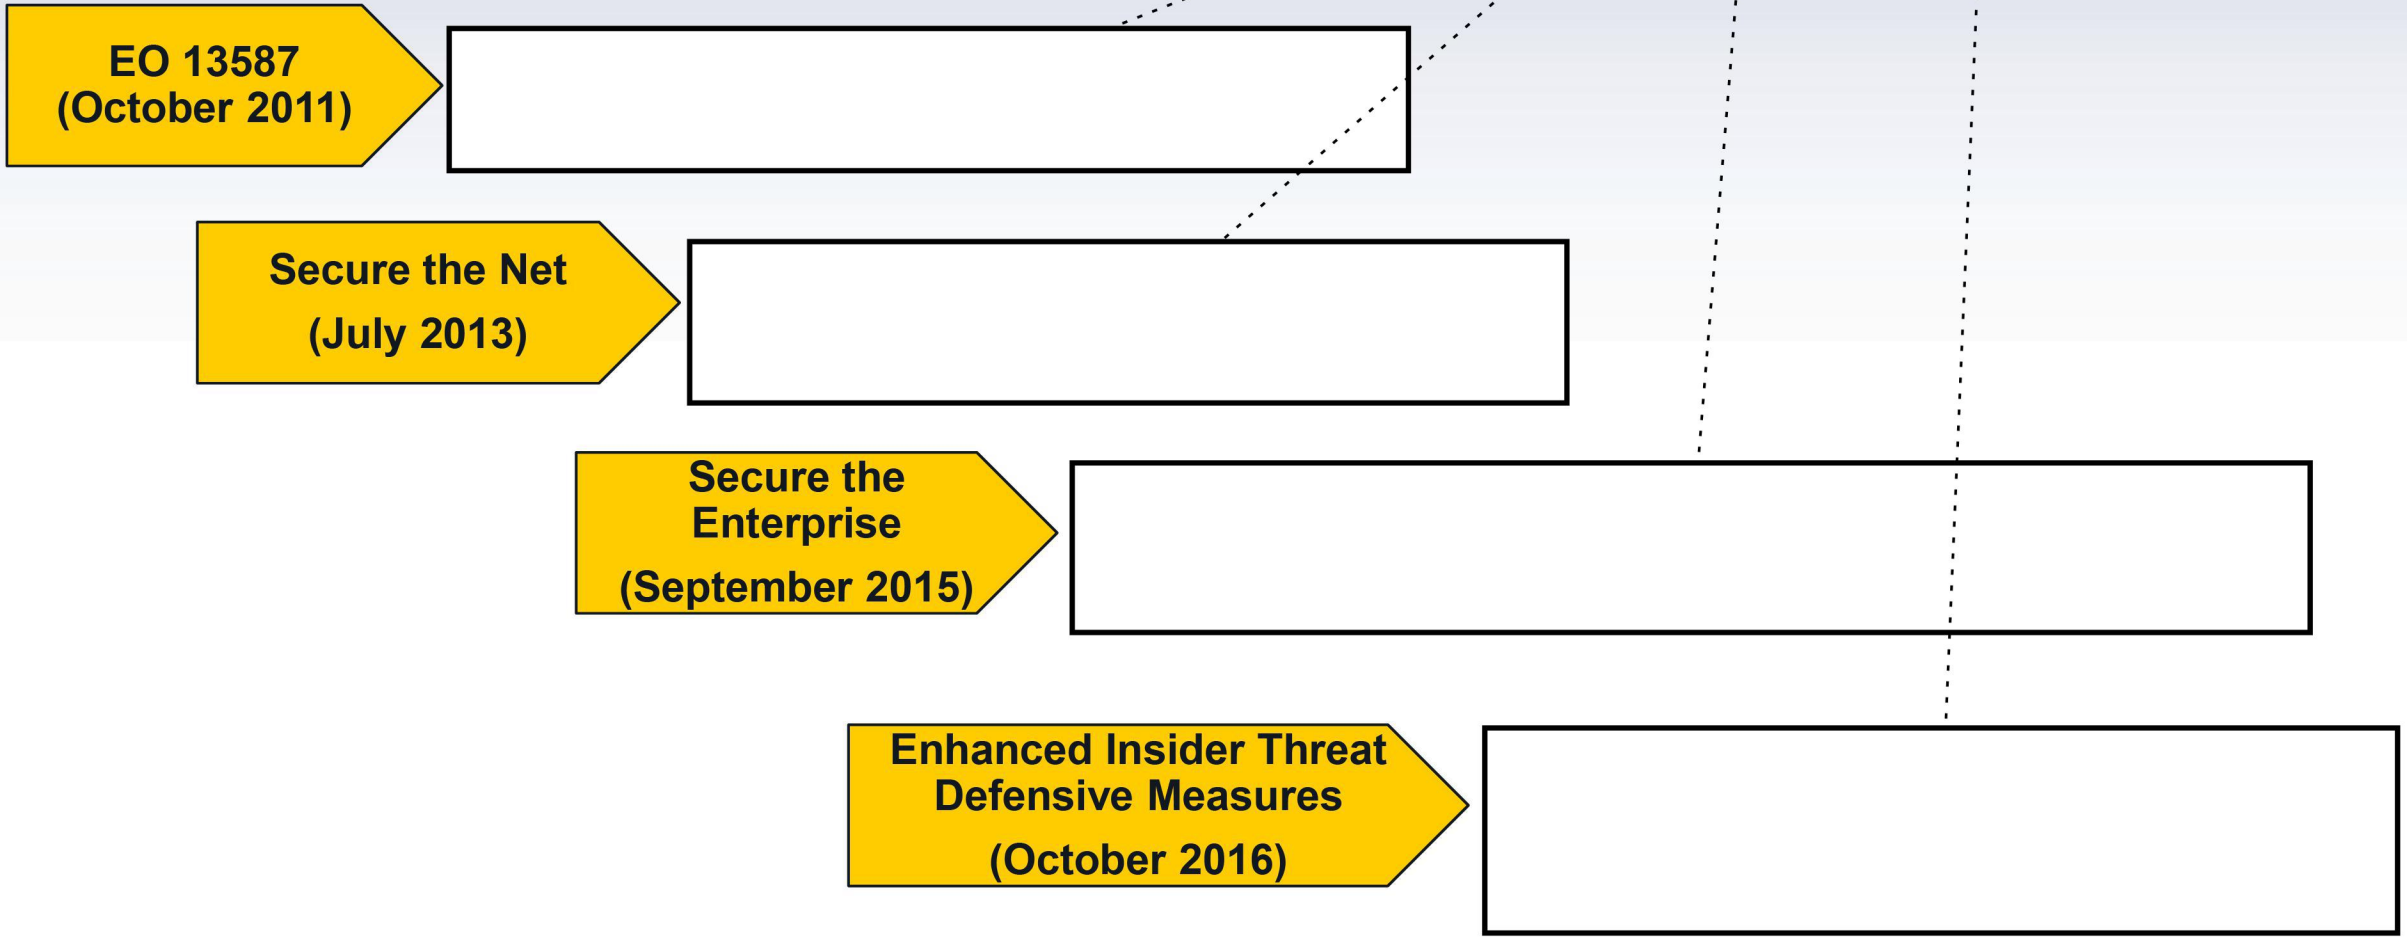 EO 13587
(October 2011)
Secure the Net
(July 2013)
Secure the
Enterprise
(September 2015)
Enhanced Insider Threat
Defensive Measures
(October 2016)